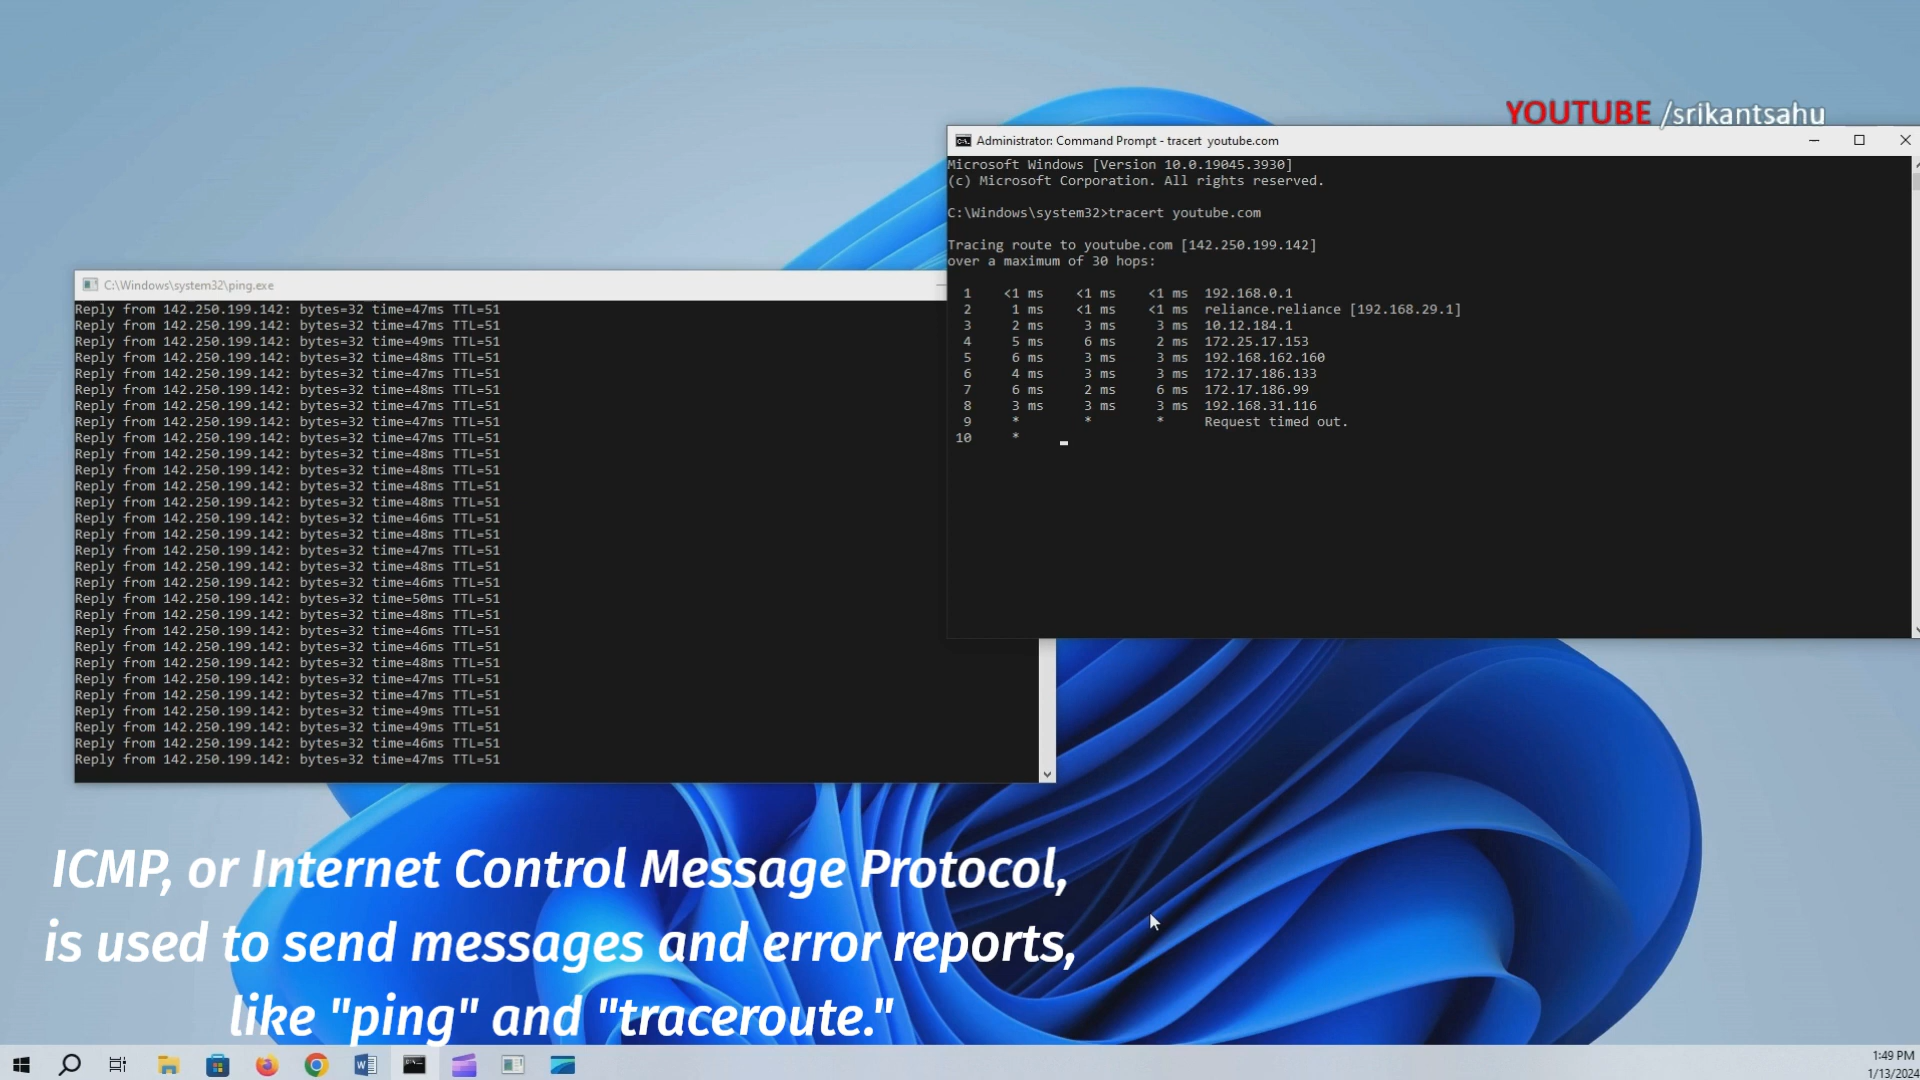 YOUTUBE /srikantsahu
Administrator: Command Prompt - tracert youtube.com
Microsoft Windows [Version 10.0.19045.3930]
(c) Microsoft Corporation. All rights reserved.
C:\Windows\system32>tracert youtube.com
Tracing route to youtube.com [142.250.199.142]
over a maximum of 30 hops:
1 <1 ms <1 ms <1 ms 192.168.0.1
2 1 ms <1 ms <1 ms reliance.reliance [192.168.29.1]
3 2 ms 3 ms 3 ms 10.12.184.1
4 5 ms 6 ms 2 ms 172.25.17.153
5 6 ms 3 ms 3 ms 192.168.162.160
6 4 ms 3 ms 3 ms 172.17.186.133
7 6 ms 2 ms 6 ms 172.17.186.99
8 3 ms 3 ms 3 ms 192.168.31.116
9 * * * Request timed out.
10 *
C:\Windows\system32\ping.exe
Reply from 142.250.199.142: bytes=32 time=47ms TTL=51
Reply from 142.250.199.142: bytes=32 time=47ms TTL=51
Reply from 142.250.199.142: bytes=32 time=49ms TTL=51
Reply from 142.250.199.142: bytes=32 time=48ms TTL=51
Reply from 142.250.199.142: bytes=32 time=47ms TTL=51
Reply from 142.250.199.142: bytes=32 time=48ms TTL=51
Reply from 142.250.199.142: bytes=32 time=47ms TTL=51
Reply from 142.250.199.142: bytes=32 time=47ms TTL=51
Reply from 142.250.199.142: bytes=32 time=47ms TTL=51
Reply from 142.250.199.142: bytes=32 time=48ms TTL=51
Reply from 142.250.199.142: bytes=32 time=48ms TTL=51
Reply from 142.250.199.142: bytes=32 time=48ms TTL=51
Reply from 142.250.199.142: bytes=32 time=48ms TTL=51
Reply from 142.250.199.142: bytes=32 time=46ms TTL=51
Reply from 142.250.199.142: bytes=32 time=48ms TTL=51
Reply from 142.250.199.142: bytes=32 time=47ms TTL=51
Reply from 142.250.199.142: bytes=32 time=48ms TTL=51
Reply from 142.250.199.142: bytes=32 time=46ms TTL=51
Reply from 142.250.199.142: bytes=32 time=50ms TTL=51
Reply from 142.250.199.142: bytes=32 time=48ms TTL=51
Reply from 142.250.199.142: bytes=32 time=46ms TTL=51
Reply from 142.250.199.142: bytes=32 time=46ms TTL=51
Reply from 142.250.199.142: bytes=32 time=48ms TTL=51
Reply from 142.250.199.142: bytes=32 time=47ms TTL=51
Reply from 142.250.199.142: bytes=32 time=47ms TTL=51
Reply from 142.250.199.142: bytes=32 time=49ms TTL=51
Reply from 142.250.199.142: bytes=32 time=49ms TTL=51
Reply from 142.250.199.142: bytes=32 time=46ms TTL=51
Reply from 142.250.199.142: bytes=32 time=47ms TTL=51
ICMP, or Internet Control Message Protocol,
is used to send messages and error reports,
like "ping" and "traceroute."
1:49 PM
1/13/2024